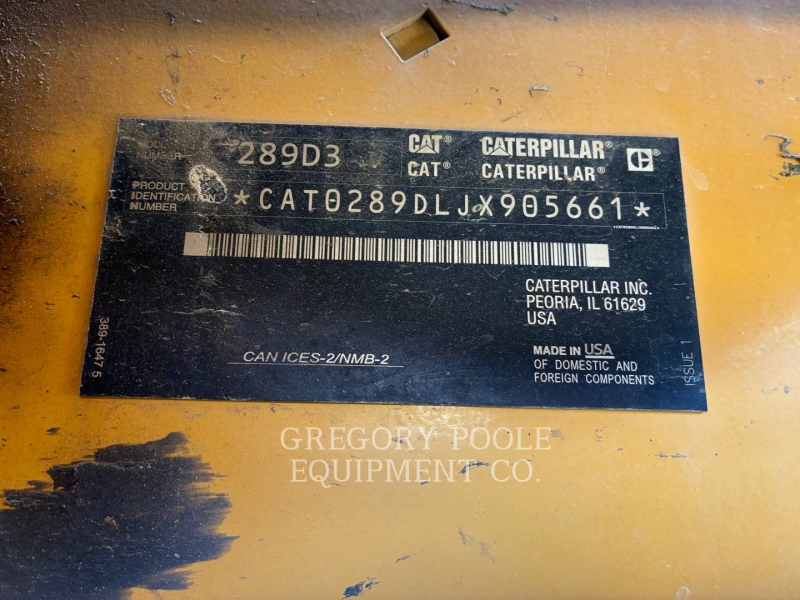 289D3
CAT® CATERPILLAR®
CAT® CATERPILLAR®
PRODUCT
IDENTIFICATION
NUMBER
*CAT0289DLJX905661*
CATERPILLAR INC.
PEORIA, IL 61629
USA
CAN ICES-2/NMB-2
MADE IN USA
OF DOMESTIC AND
FOREIGN COMPONENTS
389-1647 5
ISSUE 1
GREGORY POOLE
EQUIPMENT CO.